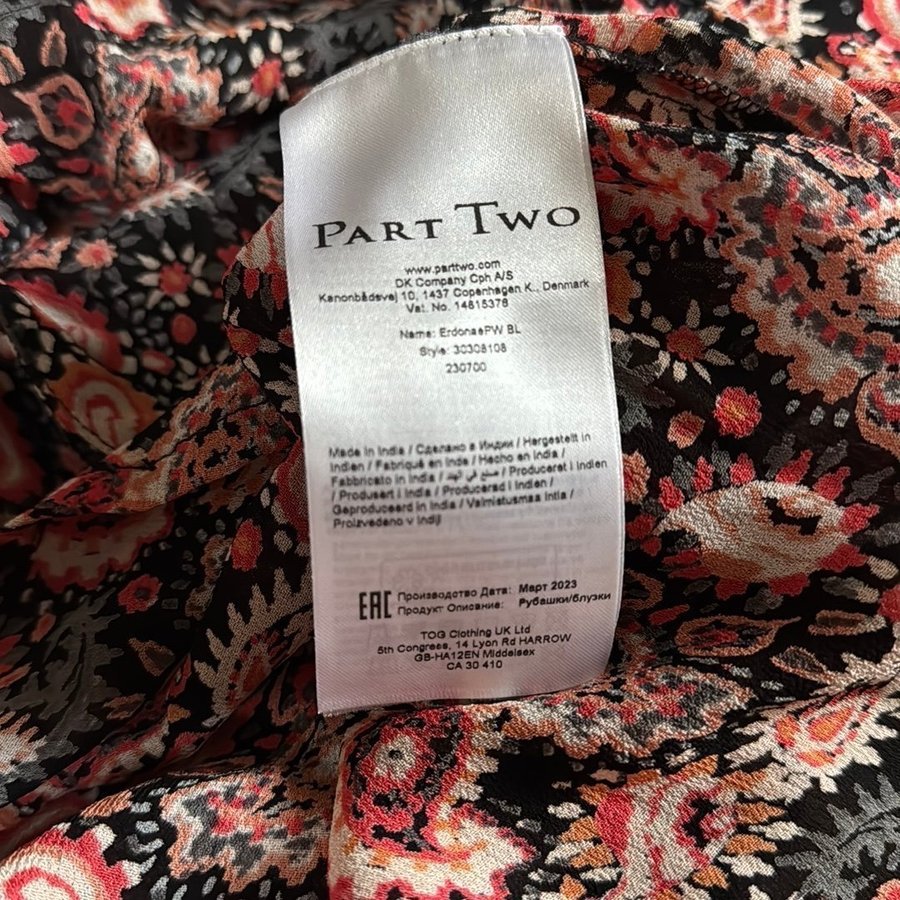 PART TWO
www.parttwo.com
DK Company Cph A/S
Kanonbådsvej 10, 1437 Copenhagen K., Denmark
Vat. No. 14815378
Name: ErdonaePW BL
Style: 30308108
230700
Made in India / Сделано в Индии / Hergestellt in
Indien / Fabriqué en Inde / Hecho en India /
Fabbricato in India / صنع في الهند / Produceret i Indien
/ Produsert i India / Producerad i Indien /
Geproduceerd in India / Valmistusmaa Intia /
Proizvedeno v Indiji
EAC Производство Дата: Март 2023
Продукт Описание: Рубашки/блузки
TOG Clothing UK Ltd
5th Congress, 14 Lyon Rd HARROW
GB-HA12EN Middelsex
CA 30 410